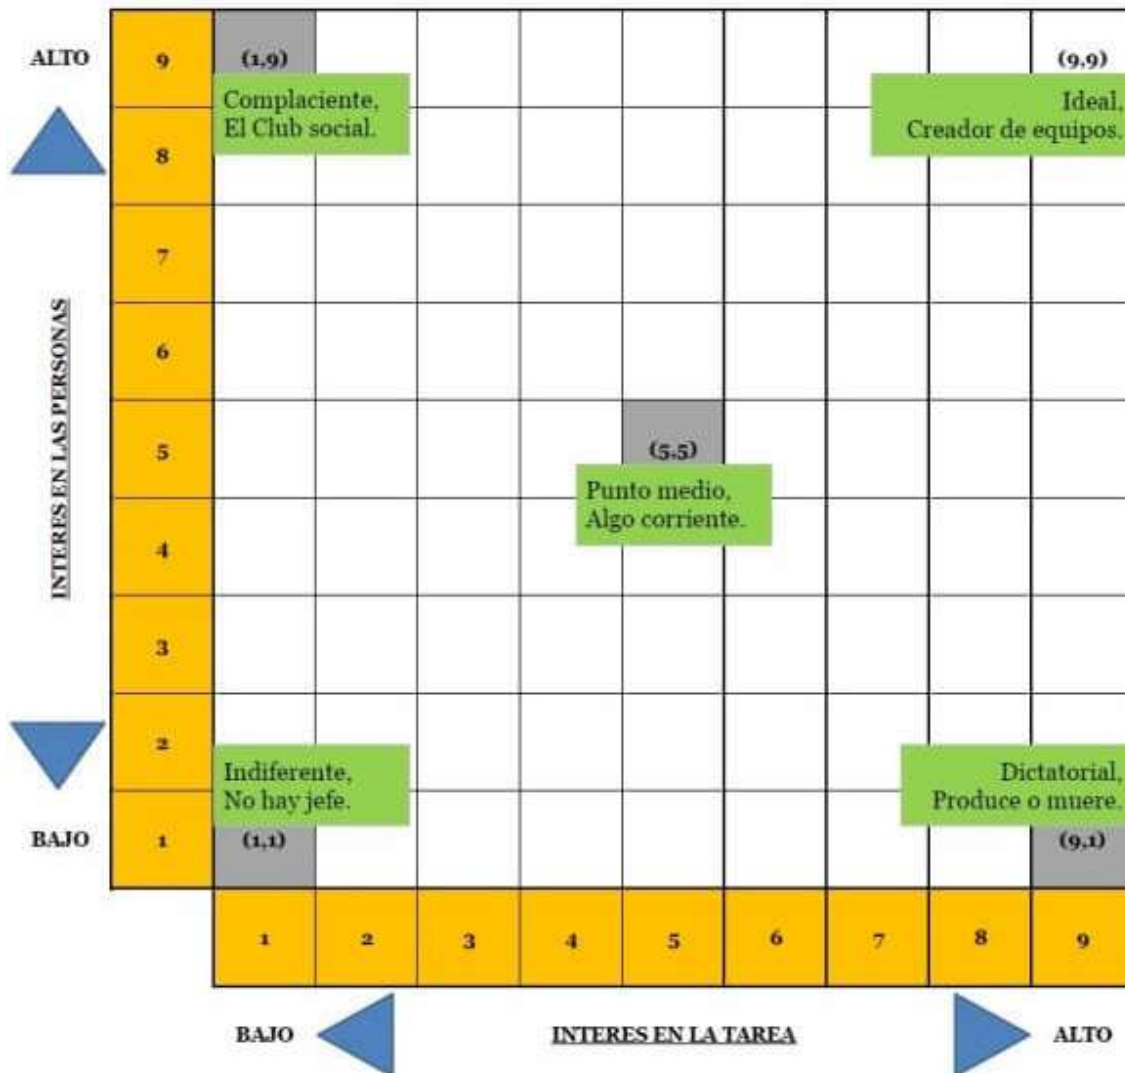 ALTO
9
(1,9)
(9,9)
Complaciente,
El Club social.
Ideal,
Creador de equipos.
8
7
6
INTERES EN LAS PERSONAS
5
(5,5)
Punto medio,
Algo corriente.
4
3
2
Indiferente,
No hay jefe.
Dictatorial,
Produce o muere.
BAJO
1
(1,1)
(9,1)
1 2 3 4 5 6 7 8 9
BAJO
INTERES EN LA TAREA
ALTO